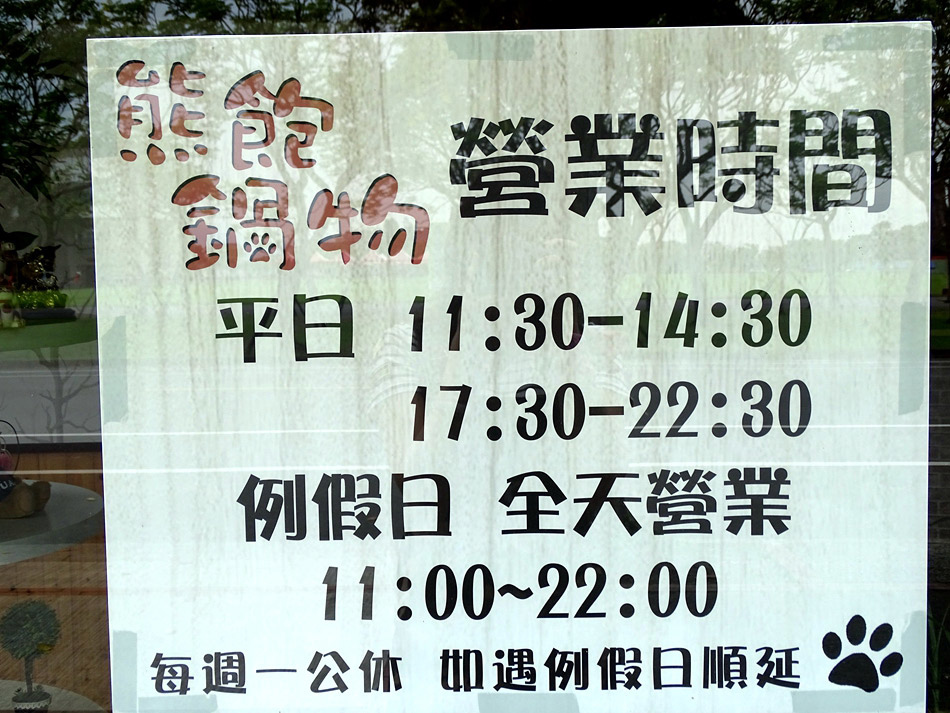 熊飽
鍋物
營業時間
平日 11:30-14:30
17:30-22:30
例假日 全天營業
11:00~22:00
每週一公休 如遇例假日順延